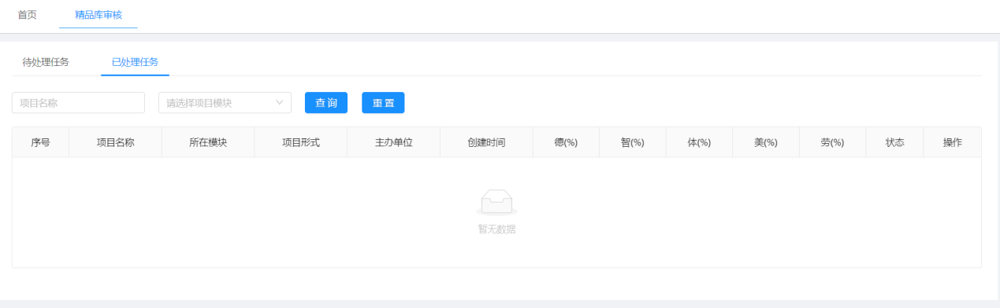 首页 精品库审核
待处理任务 已处理任务
项目名称 请选择项目模块 查询 重置
序号 项目名称 所在模块 项目形式 主办单位 创建时间 德(%) 智(%) 体(%) 美(%) 劳(%) 状态 操作
暂无数据